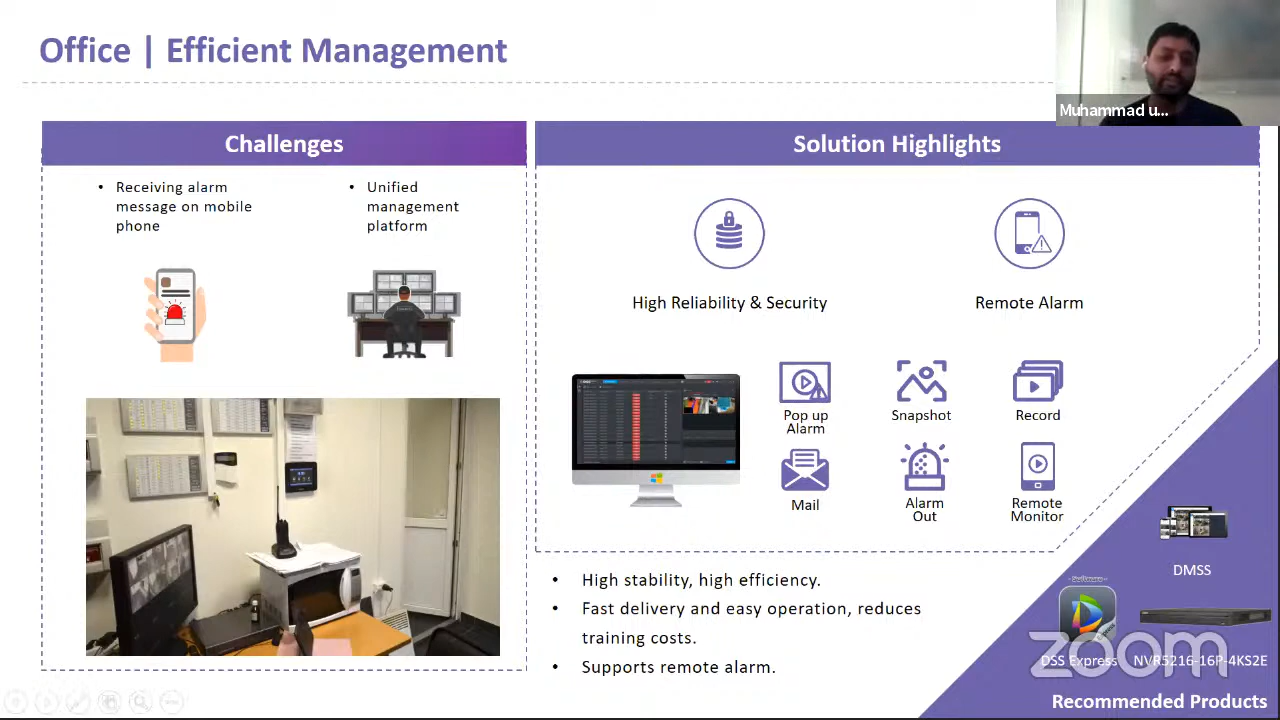 Office | Efficient Management
Muhammad u...
Challenges
• Receiving alarm
message on mobile
phone
• Unified
management
platform
Solution Highlights
High Reliability & Security
Remote Alarm
Pop up
Alarm
Snapshot
Record
Mail
Alarm
Out
Remote
Monitor
• High stability, high efficiency.
• Fast delivery and easy operation, reduces
training costs.
• Supports remote alarm.
DMSS
DSS Express
NVR5216-16P-4KS2E
zoom
Recommended Products